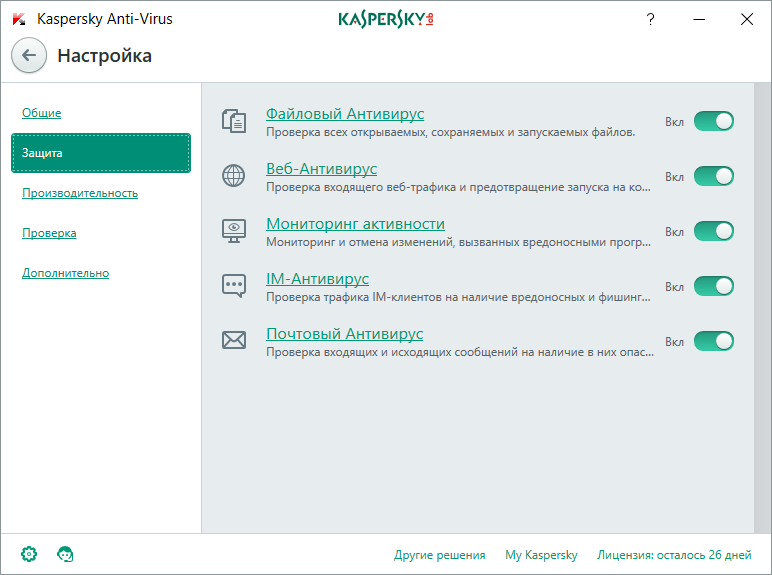 Kaspersky Anti-Virus
KASPERSKY lab
?
Настройка
Общие
Защита
Производительность
Проверка
Дополнительно
Файловый Антивирус
Проверка всех открываемых, сохраняемых и запускаемых файлов.
Вкл
Веб-Антивирус
Проверка входящего веб-трафика и предотвращение запуска на ко...
Вкл
Мониторинг активности
Мониторинг и отмена изменений, вызванных вредоносными прогр...
Вкл
IM-Антивирус
Проверка трафика IM-клиентов на наличие вредоносных и фишинг...
Вкл
Почтовый Антивирус
Проверка входящих и исходящих сообщений на наличие в них опас...
Вкл
Другие решения
My Kaspersky
Лицензия: осталось 26 дней